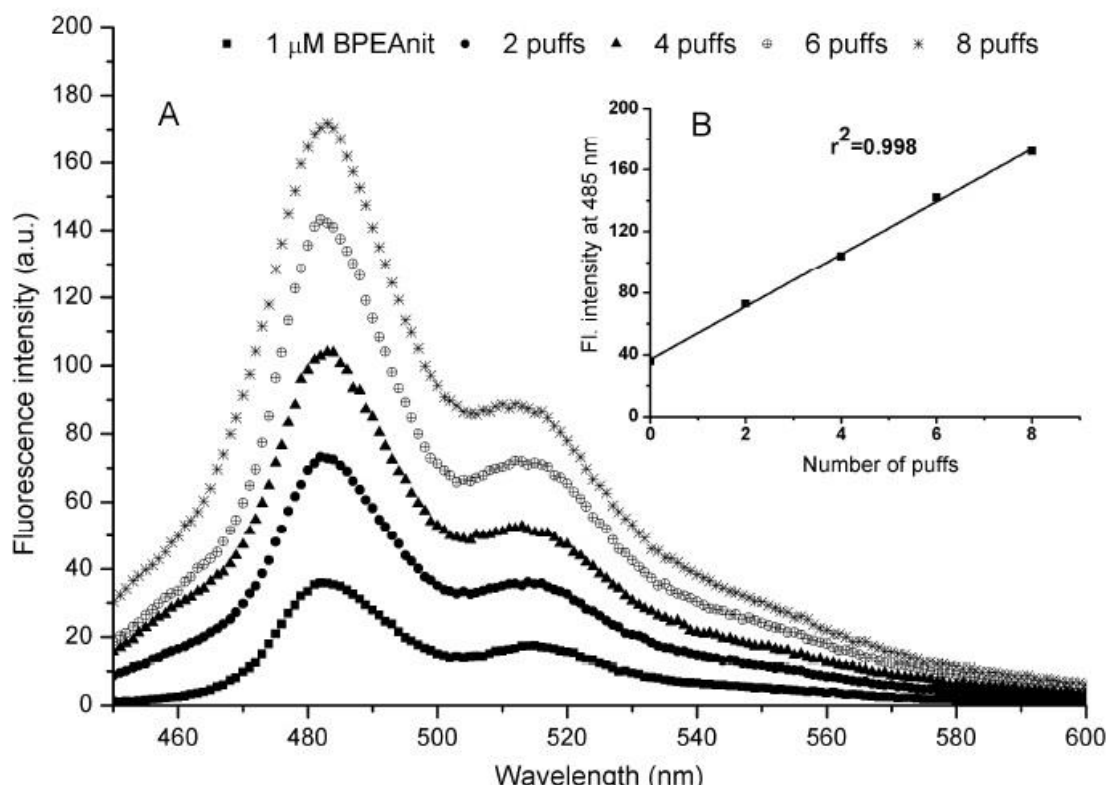 200
1 μM BPEAnit 2 puffs 4 puffs 6 puffs 8 puffs
180
160
140
120
100
80
60
40
20
0
Fluorescence intensity (a.u.)
A
460 480 500 520 540 560 580 600
Wavelength (nm)
B
r²=0.998
200
160
120
80
40
0
Fl. intensity at 485 nm
0 2 4 6 8
Number of puffs